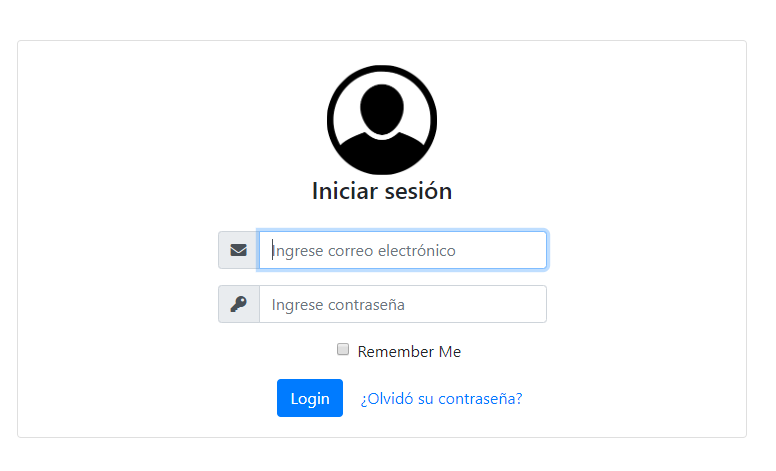 Iniciar sesión
Ingrese correo electrónico
Ingrese contraseña
Remember Me
Login ¿Olvidó su contraseña?